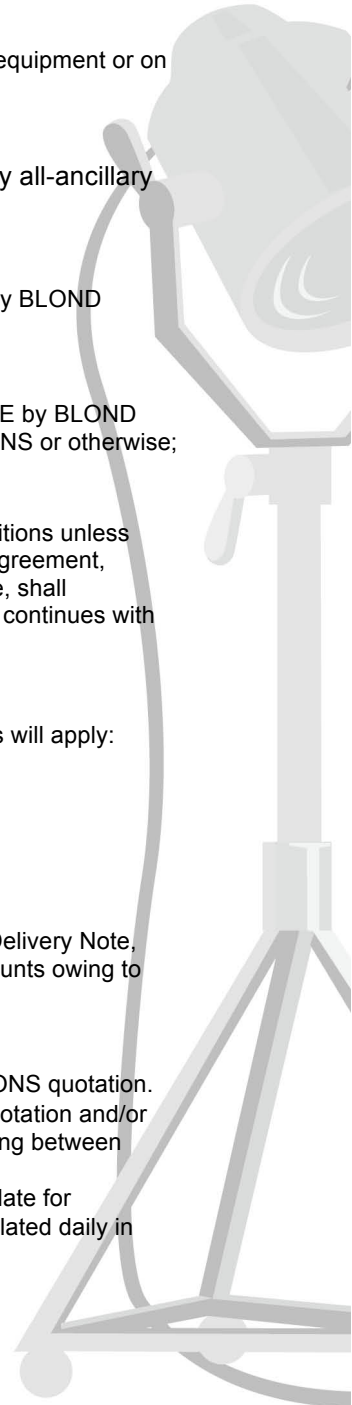 equipment or on
y all-ancillary
y BLOND
E by BLOND
NS or otherwise;
itions unless
greement,
e, shall
continues with
s will apply:
Delivery Note,
unts owing to
ONS quotation.
otation and/or
ng between
late for
lated daily in